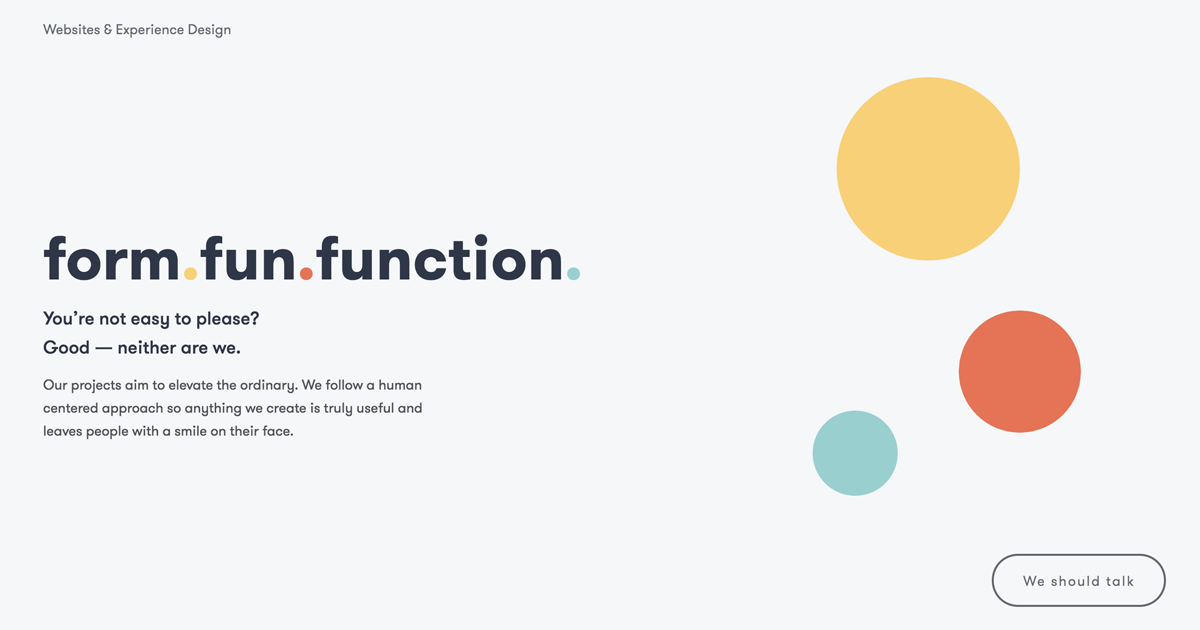 Websites & Experience Design
form.fun.function.
You’re not easy to please?
Good — neither are we.
Our projects aim to elevate the ordinary. We follow a human
centered approach so anything we create is truly useful and
leaves people with a smile on their face.
We should talk